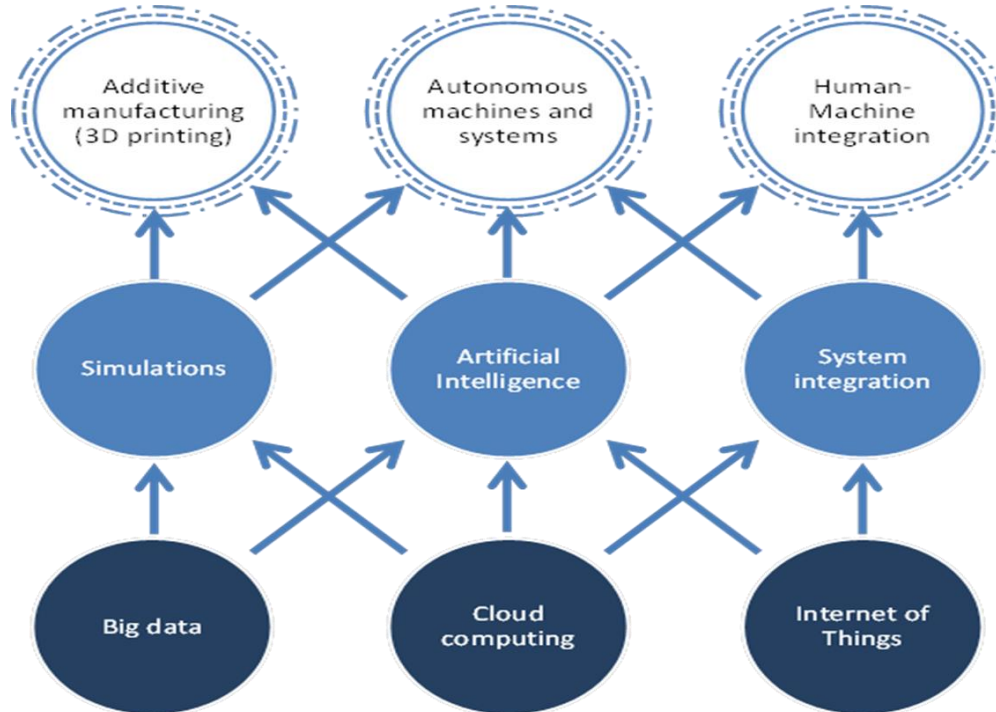 Additive
manufacturing
(3D printing)
Autonomous
machines and
systems
Human-
Machine
integration
Simulations
Artificial
Intelligence
System
integration
Big data
Cloud
computing
Internet of
Things